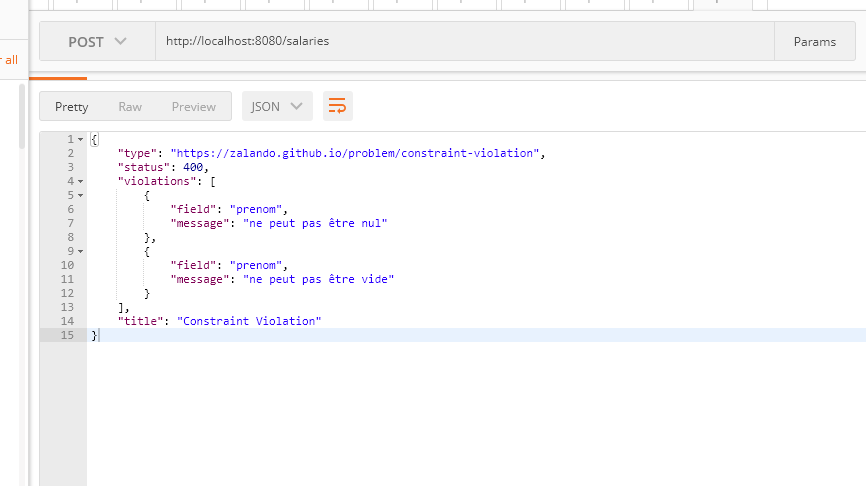 POST http://localhost:8080/salaries Params
r all
Pretty Raw Preview JSON
1 {
2 "type": "https://zalando.github.io/problem/constraint-violation",
3 "status": 400,
4 "violations": [
5 {
6 "field": "prenom",
7 "message": "ne peut pas être nul"
8 },
9 {
10 "field": "prenom",
11 "message": "ne peut pas être vide"
12 }
13 ],
14 "title": "Constraint Violation"
15 }